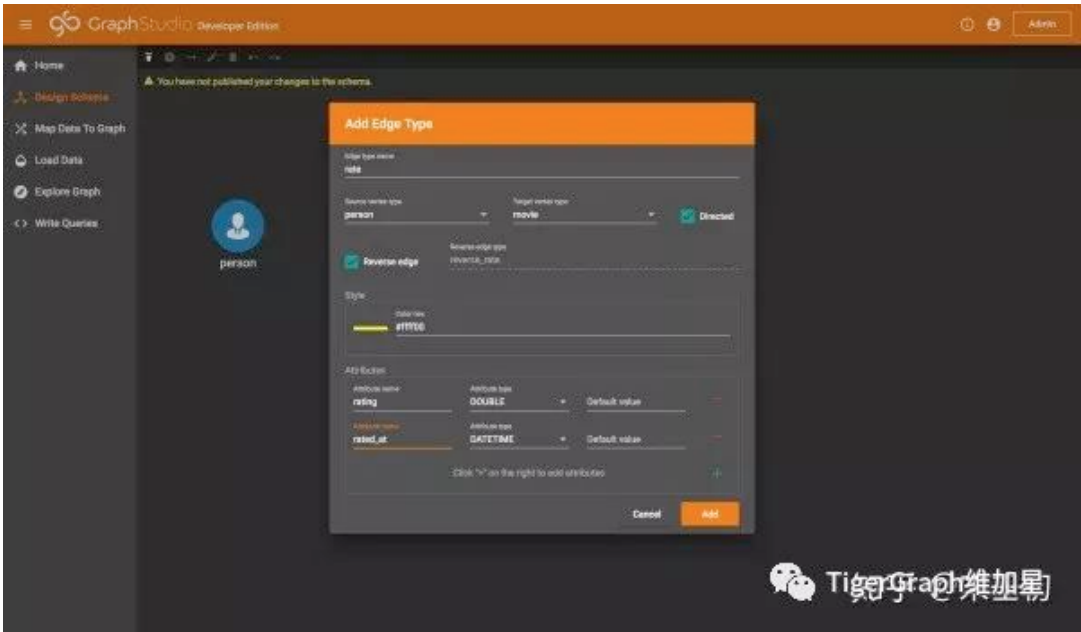 GraphStudio Developer Edition
Admin
Home
Design Schema
Map Data To Graph
Load Data
Explore Graph
Write Queries
You have not published your changes to the schema.
person
Add Edge Type
Edge type name
rate
Source vertex type
person
Target vertex type
movie
Directed
Reverse edge
Reverse edge type
reverse_rate
Style
Color hex
#ffff00
Attributes
Attribute name
rating
Attribute type
DOUBLE
Default value
Attribute name
rated_at
Attribute type
DATETIME
Default value
Click "+" on the right to add attributes
Cancel
Add
TigerGraph维加星
知乎